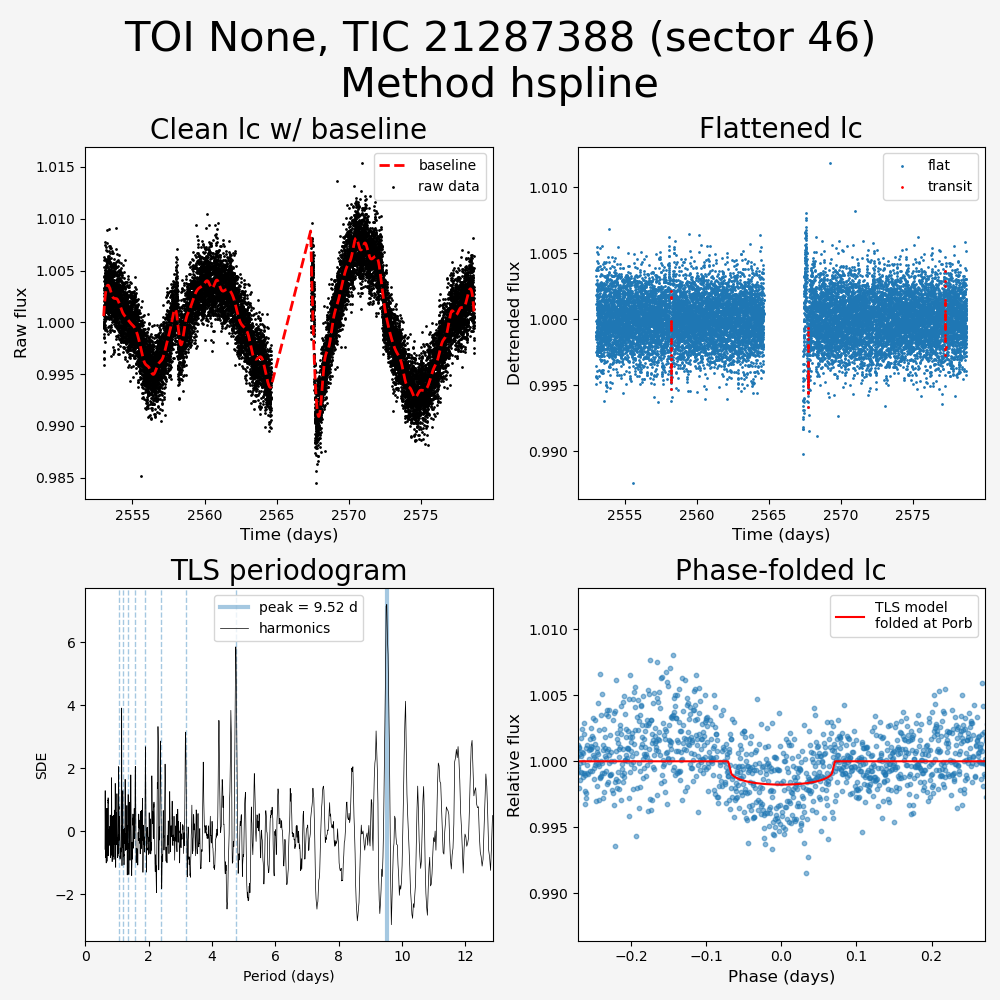 TOI None, TIC 21287388 (sector 46)
Method hspline
Clean lc w/ baseline
baseline
raw data
1.015
1.010
1.005
1.000
0.995
0.990
0.985
Raw flux
2555
2560
2565
2570
2575
Time (days)
Flattened lc
flat
transit
1.010
1.005
1.000
0.995
0.990
Detrended flux
2555
2560
2565
2570
2575
Time (days)
TLS periodogram
peak = 9.52 d
harmonics
6
4
2
0
−2
SDE
0
2
4
6
8
10
12
Period (days)
Phase-folded lc
TLS model
folded at Porb
1.010
1.005
1.000
0.995
0.990
Relative flux
−0.2
−0.1
0.0
0.1
0.2
Phase (days)